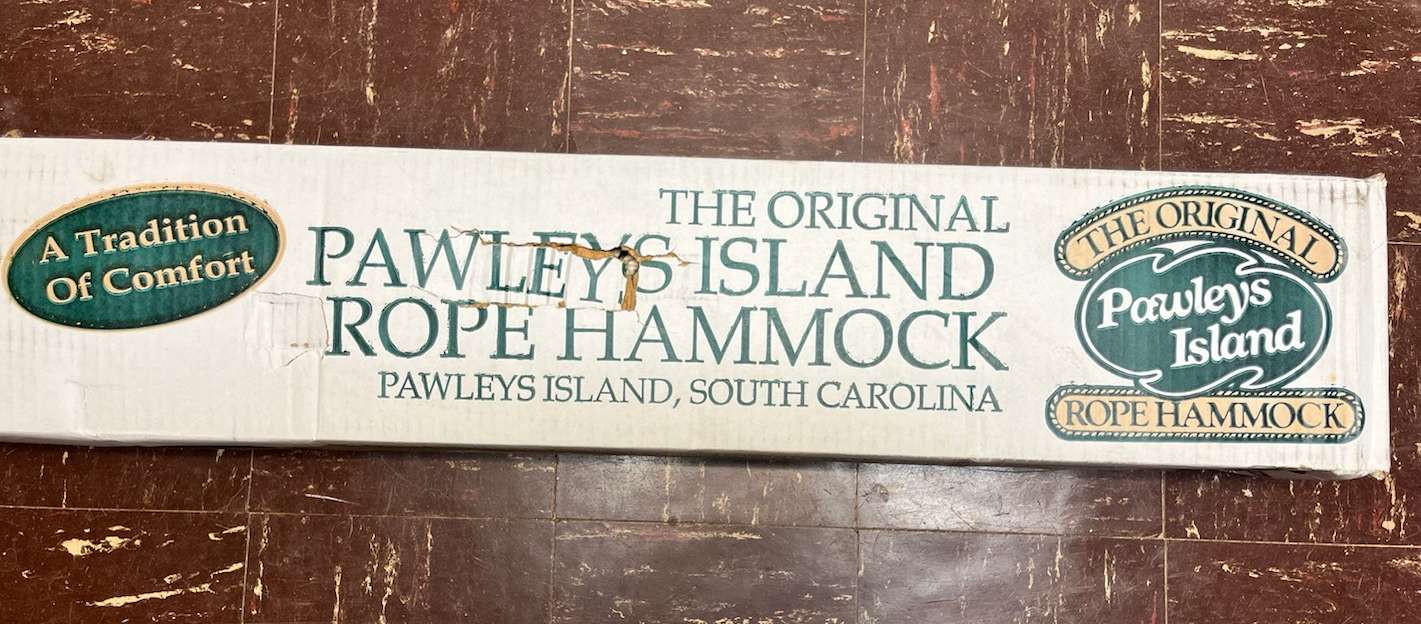 A Tradition
Of Comfort
THE ORIGINAL
PAWLEYS ISLAND
ROPE HAMMOCK
PAWLEYS ISLAND, SOUTH CAROLINA
THE ORIGINAL
Pawleys
Island
ROPE HAMMOCK